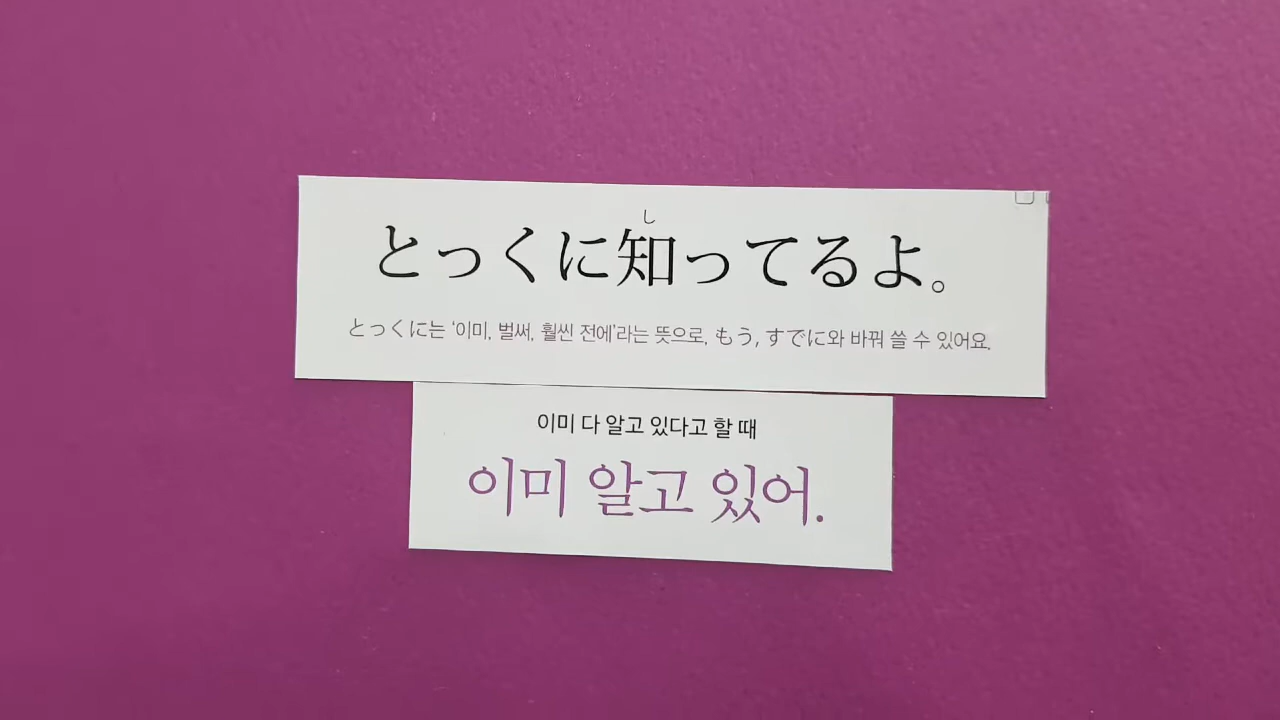 し
とっくに知ってるよ。
とっくに는 '이미, 벌써, 훨씬 전에'라는 뜻으로, もう, すでに와 바꿔 쓸 수 있어요.
이미 다 알고 있다고 할 때
이미 알고 있어.